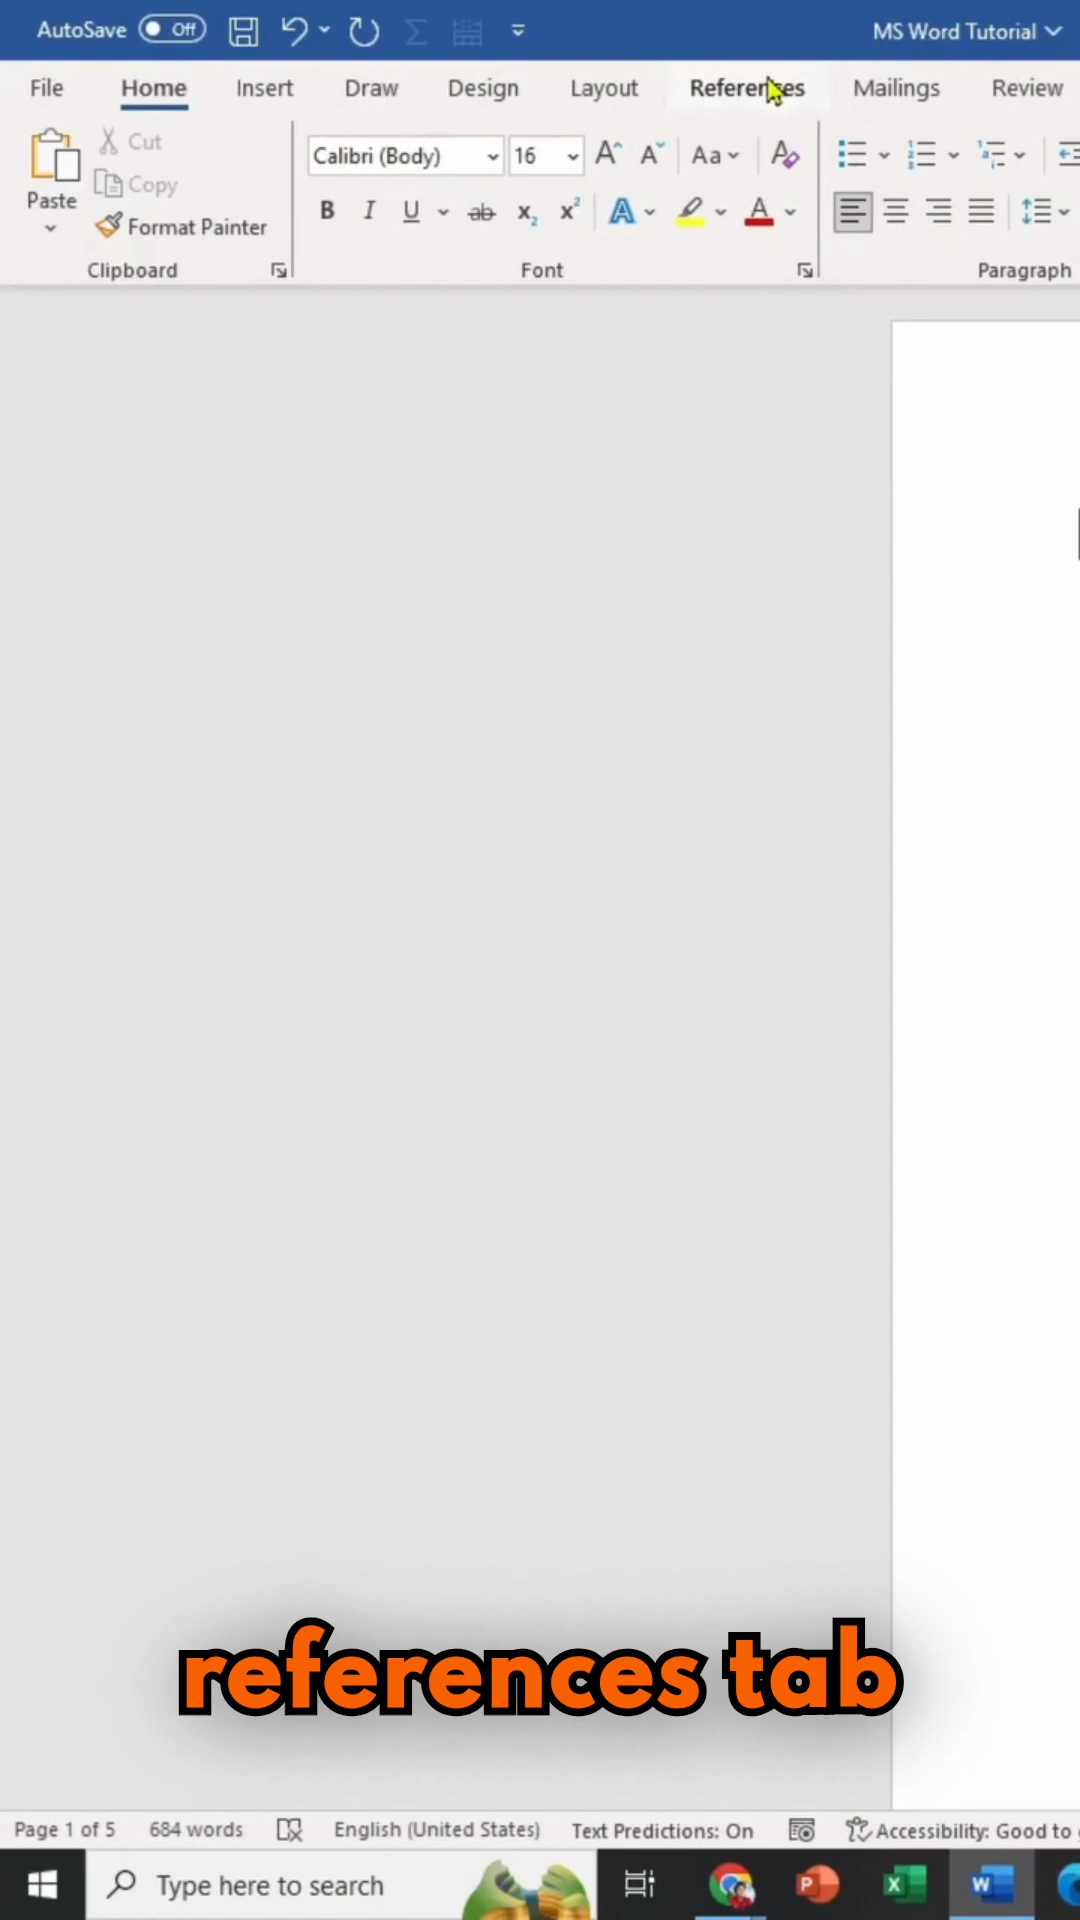 AutoSave Off MS Word Tutorial
File Home Insert Draw Design Layout References Mailings Review
Paste
Cut
Copy
Format Painter
Clipboard
Calibri (Body) 16
Aa
B I U ab x₂ x² A A
Font
Paragraph
references tab
Page 1 of 5 684 words English (United States) Text Predictions: On Accessibility: Good to
Type here to search